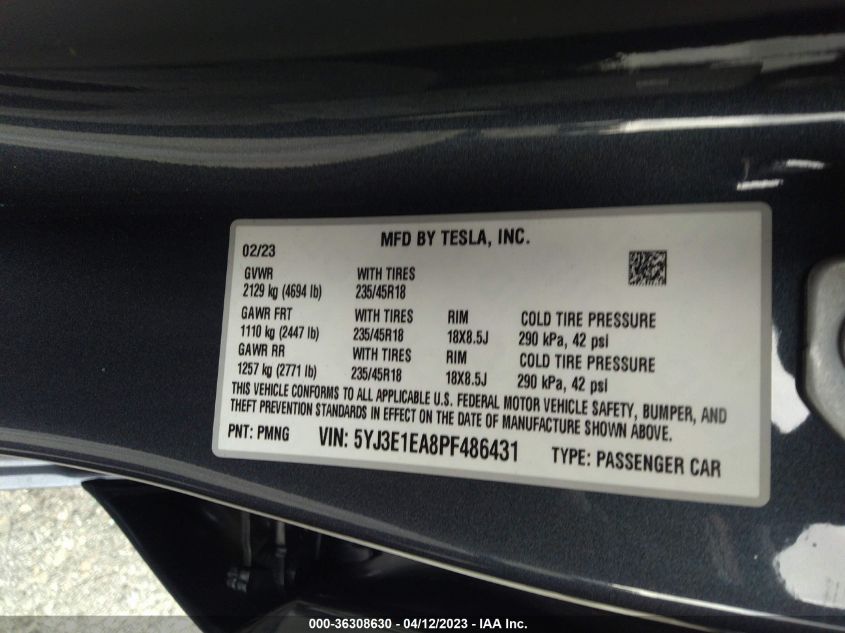 MFD BY TESLA, INC.
02/23
GVWR WITH TIRES
2129 kg (4694 lb) 235/45R18
GAWR FRT WITH TIRES RIM COLD TIRE PRESSURE
1110 kg (2447 lb) 235/45R18 18X8.5J 290 kPa, 42 psi
GAWR RR WITH TIRES RIM COLD TIRE PRESSURE
1257 kg (2771 lb) 235/45R18 18X8.5J 290 kPa, 42 psi
THIS VEHICLE CONFORMS TO ALL APPLICABLE U.S. FEDERAL MOTOR VEHICLE SAFETY, BUMPER, AND
THEFT PREVENTION STANDARDS IN EFFECT ON THE DATE OF MANUFACTURE SHOWN ABOVE.
PNT: PMNG VIN: 5YJ3E1EA8PF486431 TYPE: PASSENGER CAR
000-36308630 - 04/12/2023 - IAA Inc.